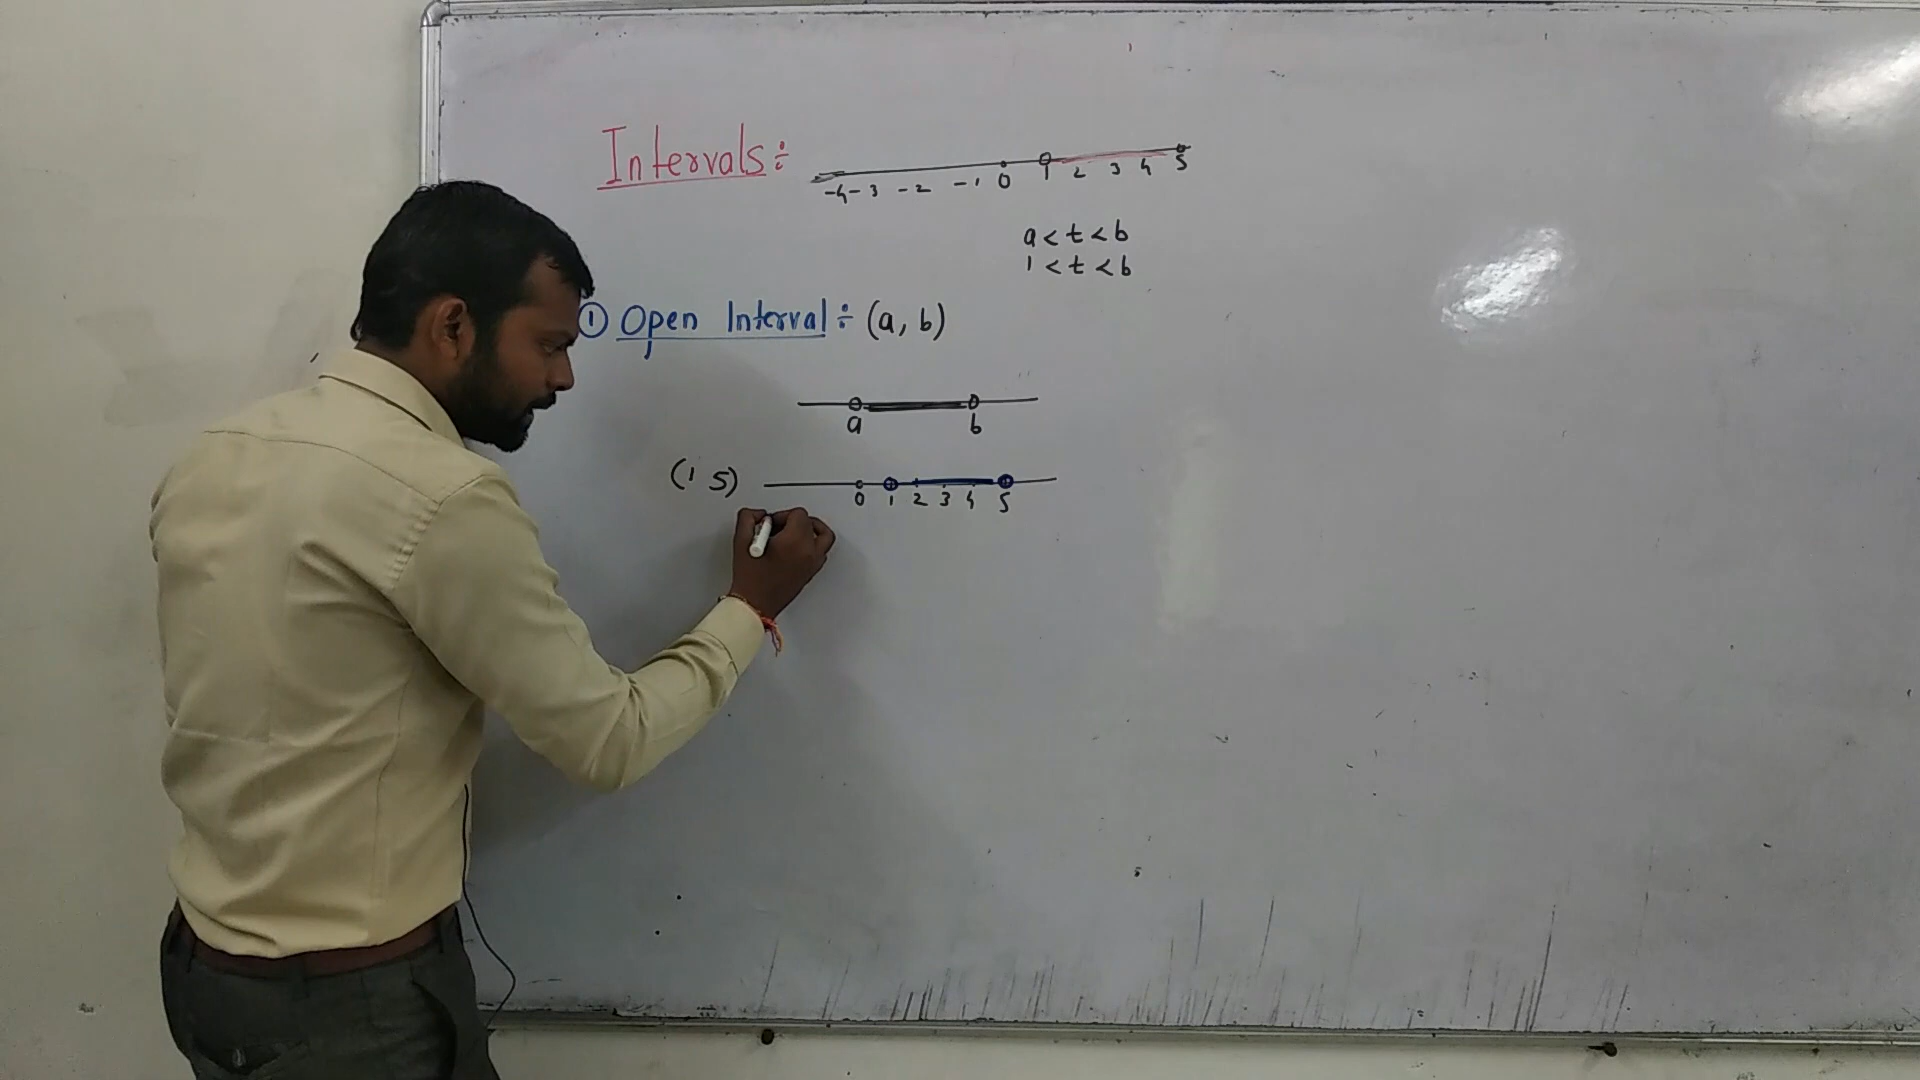 Intervals ÷
-4 -3 -2 -1 0 1 2 3 4 5
a < t < b
1 < t < b
① Open Interval ÷ (a, b)
a b
(1 5)
0 1 2 3 4 5